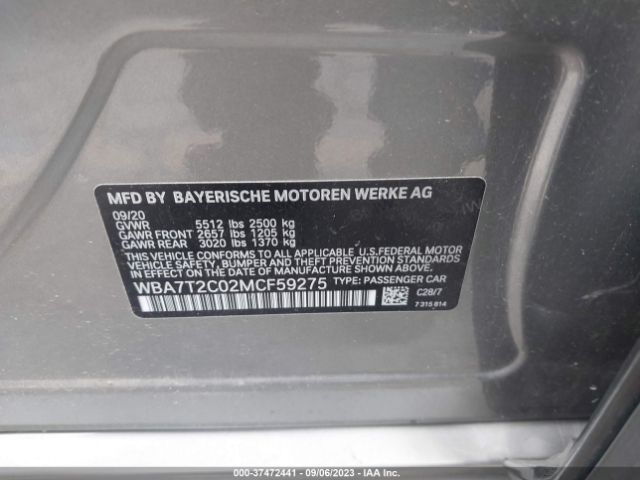 MFD BY BAYERISCHE MOTOREN WERKE AG
09/20
GVWR 5512 lbs 2500 kg
GAWR FRONT 2657 lbs 1205 kg
GAWR REAR 3020 lbs 1370 kg
THIS VEHICLE CONFORMS TO ALL APPLICABLE U.S. FEDERAL MOTOR
VEHICLE SAFETY, BUMPER, AND THEFT PREVENTION STANDARDS
IN EFFECT ON THE DATE OF MANUFACTURE SHOWN ABOVE.
WBA7T2C02MCF59275 TYPE: PASSENGER CAR
C28/7
7 315 814
000-37472441 - 09/06/2023 - IAA Inc.